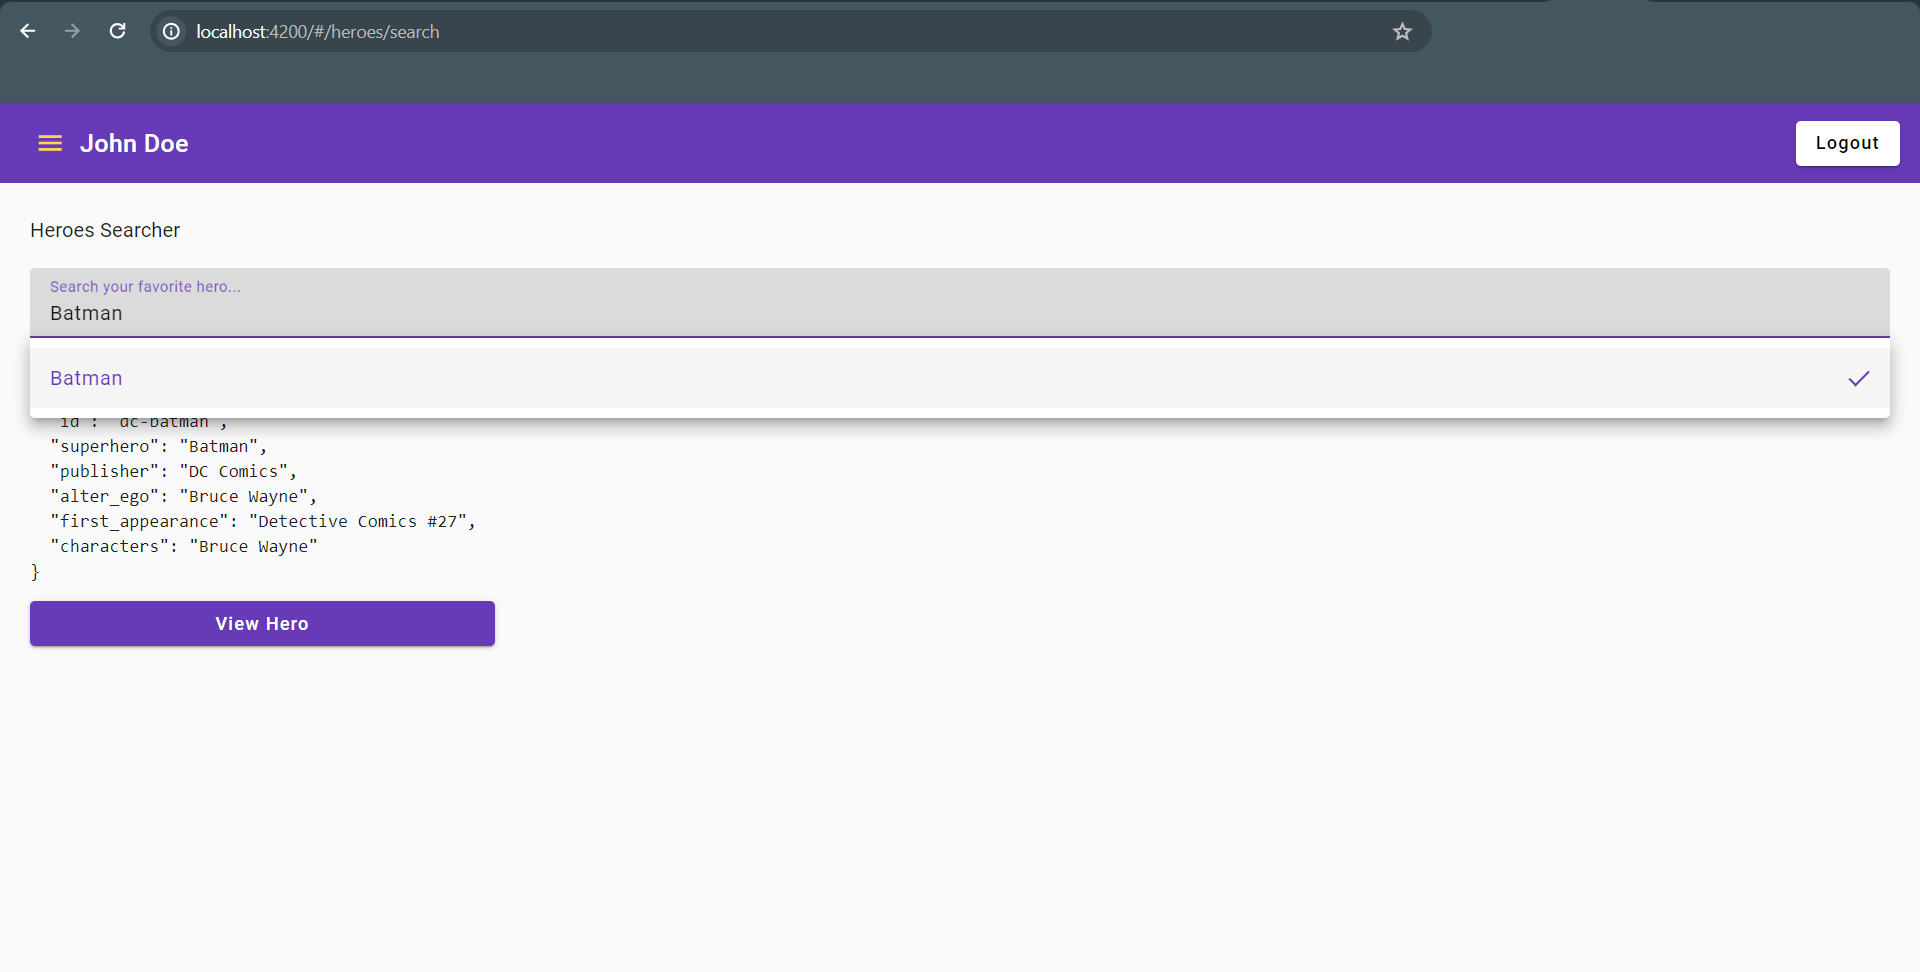 localhost:4200/#/heroes/search
John Doe
Logout
Heroes Searcher
Search your favorite hero...
Batman
Batman
"id": "dc-batman",
"superhero": "Batman",
"publisher": "DC Comics",
"alter_ego": "Bruce Wayne",
"first_appearance": "Detective Comics #27",
"characters": "Bruce Wayne"
}
View Hero